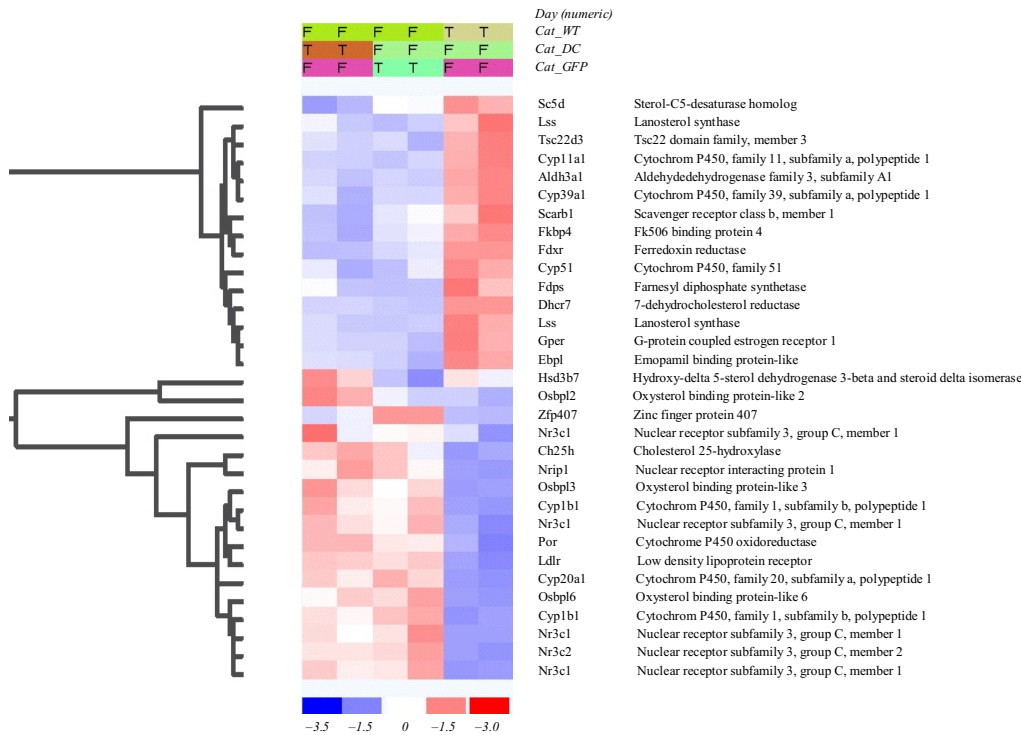 Day (numeric)
F F F F T T Cat_WT
T T F F F F Cat_DC
F F T T F F Cat_GFP
Sc5d Sterol-C5-desaturase homolog
Lss Lanosterol synthase
Tsc22d3 Tsc22 domain family, member 3
Cyp11a1 Cytochrom P450, family 11, subfamily a, polypeptide 1
Aldh3a1 Aldehydedehydrogenase family 3, subfamily A1
Cyp39a1 Cytochrom P450, family 39, subfamily a, polypeptide 1
Scarb1 Scavenger receptor class b, member 1
Fkbp4 Fk506 binding protein 4
Fdxr Ferredoxin reductase
Cyp51 Cytochrom P450, family 51
Fdps Farnesyl diphosphate synthetase
Dhcr7 7-dehydrocholesterol reductase
Lss Lanosterol synthase
Gper G-protein coupled estrogen receptor 1
Ebpl Emopamil binding protein-like
Hsd3b7 Hydroxy-delta 5-sterol dehydrogenase 3-beta and steroid delta isomerase
Osbpl2 Oxysterol binding protein-like 2
Zfp407 Zinc finger protein 407
Nr3c1 Nuclear receptor subfamily 3, group C, member 1
Ch25h Cholesterol 25-hydroxylase
Nrip1 Nuclear receptor interacting protein 1
Osbpl3 Oxysterol binding protein-like 3
Cyp1b1 Cytochrom P450, family 1, subfamily b, polypeptide 1
Nr3c1 Nuclear receptor subfamily 3, group C, member 1
Por Cytochrome P450 oxidoreductase
Ldlr Low density lipoprotein receptor
Cyp20a1 Cytochrom P450, family 20, subfamily a, polypeptide 1
Osbpl6 Oxysterol binding protein-like 6
Cyp1b1 Cytochrom P450, family 1, subfamily b, polypeptide 1
Nr3c1 Nuclear receptor subfamily 3, group C, member 1
Nr3c2 Nuclear receptor subfamily 3, group C, member 2
Nr3c1 Nuclear receptor subfamily 3, group C, member 1
−3.5 −1.5 0 −1.5 −3.0